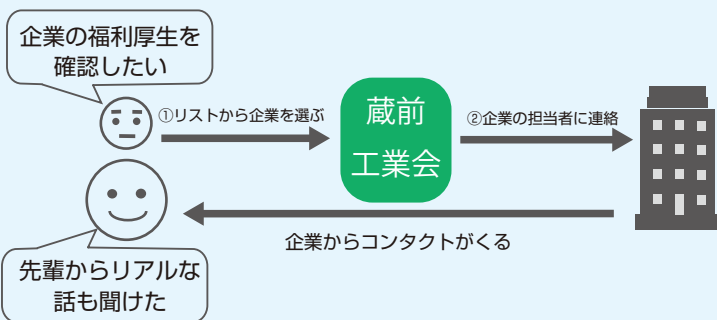 企業の福利厚生を
確認したい
①リストから企業を選ぶ
蔵前
工業会
②企業の担当者に連絡
企業からコンタクトがくる
先輩からリアルな
話も聞けた